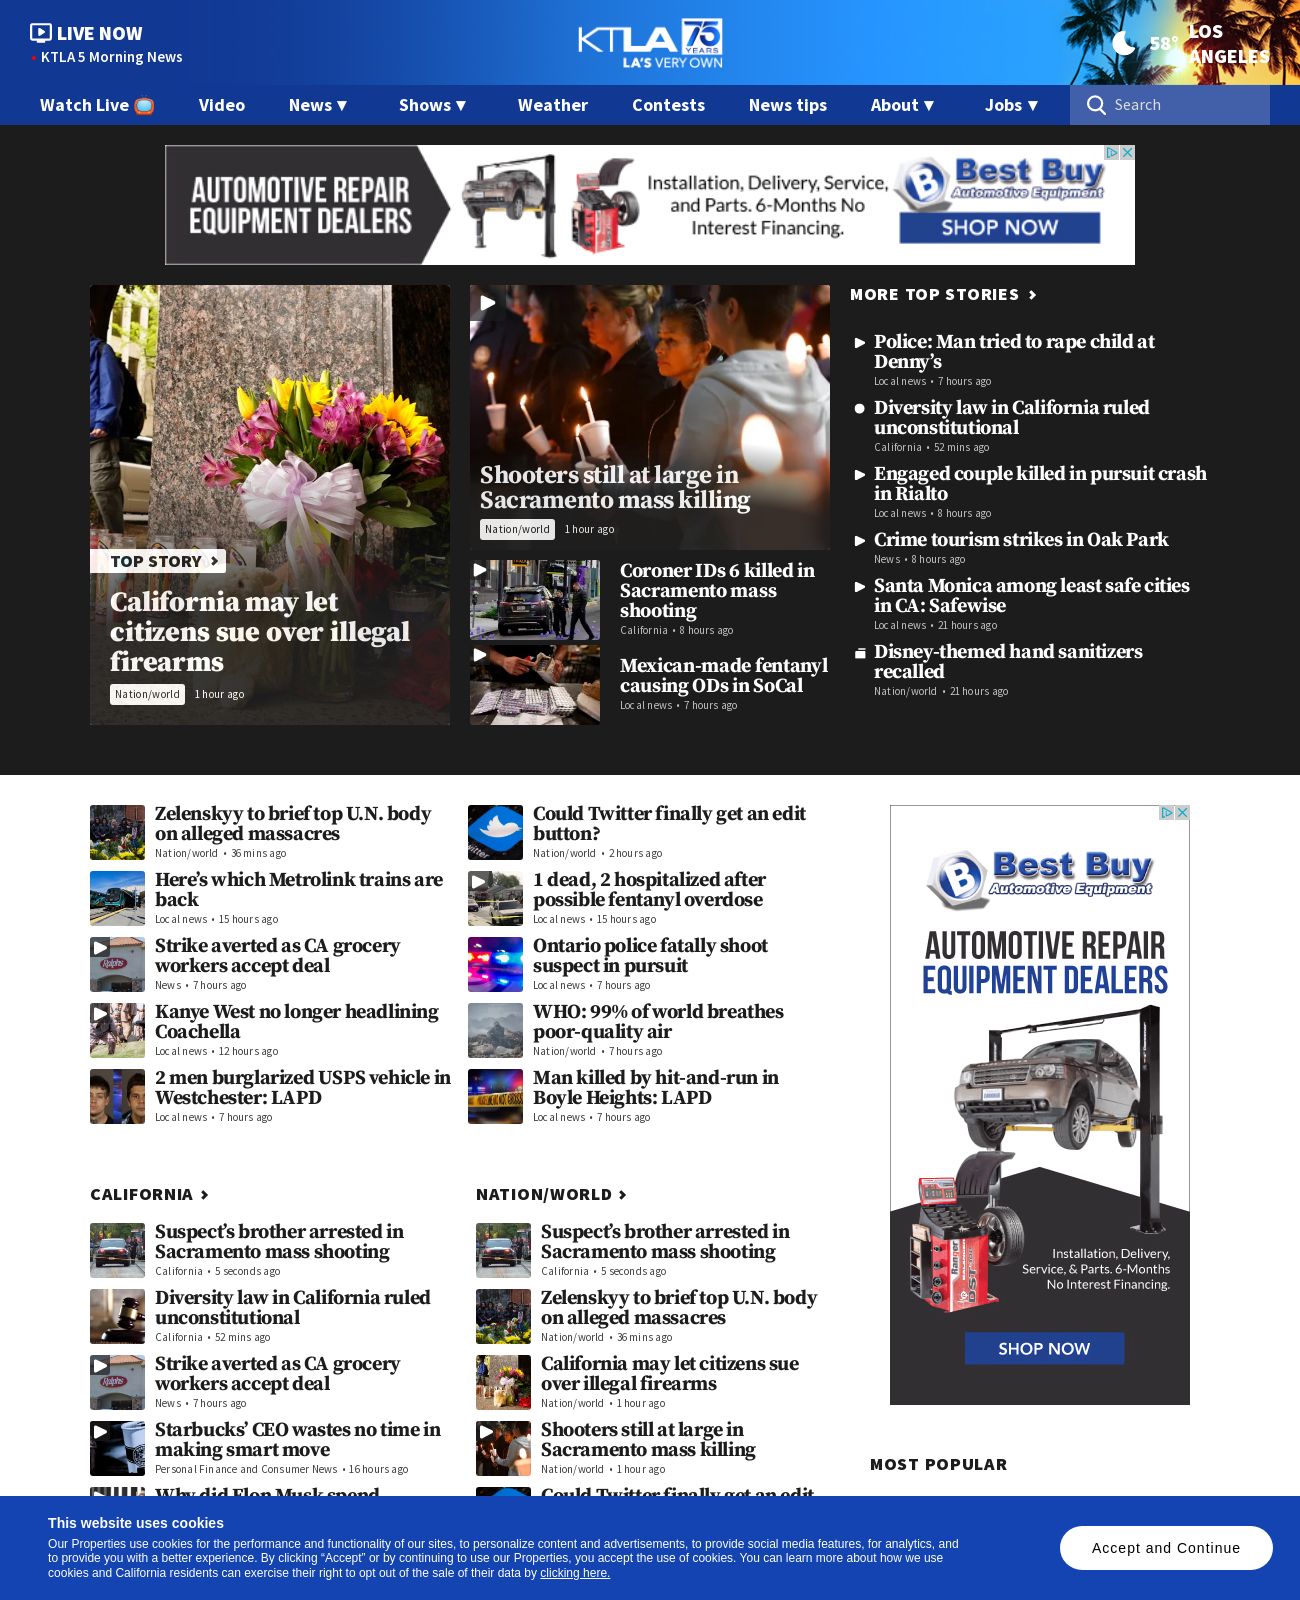 LIVE NOW
• KTLA 5 Morning News
KTLA 75 YEARS
LA'S VERY OWN
58°
LOS ANGELES
Watch Live
Video
News ▼
Shows ▼
Weather
Contests
News tips
About ▼
Jobs ▼
Search
AUTOMOTIVE REPAIR
EQUIPMENT DEALERS
Installation, Delivery, Service,
and Parts. 6-Months No
Interest Financing.
Best Buy
Automotive Equipment
SHOP NOW
TOP STORY
California may let
citizens sue over illegal
firearms
Nation/world 1 hour ago
Shooters still at large in
Sacramento mass killing
Nation/world 1 hour ago
Coroner IDs 6 killed in
Sacramento mass
shooting
California • 8 hours ago
Mexican-made fentanyl
causing ODs in SoCal
Local news • 7 hours ago
MORE TOP STORIES
Police: Man tried to rape child at
Denny’s
Local news • 7 hours ago
Diversity law in California ruled
unconstitutional
California • 52 mins ago
Engaged couple killed in pursuit crash
in Rialto
Local news • 8 hours ago
Crime tourism strikes in Oak Park
News • 8 hours ago
Santa Monica among least safe cities
in CA: Safewise
Local news • 21 hours ago
Disney-themed hand sanitizers
recalled
Nation/world • 21 hours ago
Zelenskyy to brief top U.N. body
on alleged massacres
Nation/world • 36 mins ago
Here’s which Metrolink trains are
back
Local news • 15 hours ago
Ralphs
Strike averted as CA grocery
workers accept deal
News • 7 hours ago
Kanye West no longer headlining
Coachella
Local news • 12 hours ago
2 men burglarized USPS vehicle in
Westchester: LAPD
Local news • 7 hours ago
Could Twitter finally get an edit
button?
Nation/world • 2 hours ago
1 dead, 2 hospitalized after
possible fentanyl overdose
Local news • 15 hours ago
Ontario police fatally shoot
suspect in pursuit
Local news • 7 hours ago
WHO: 99% of world breathes
poor-quality air
Nation/world • 7 hours ago
Man killed by hit-and-run in
Boyle Heights: LAPD
Local news • 7 hours ago
Best Buy
Automotive Equipment
AUTOMOTIVE REPAIR
EQUIPMENT DEALERS
Ranger
DST
Installation, Delivery,
Service, & Parts. 6-Months
No Interest Financing.
SHOP NOW
CALIFORNIA
Suspect’s brother arrested in
Sacramento mass shooting
California • 5 seconds ago
Diversity law in California ruled
unconstitutional
California • 52 mins ago
Ralphs
Strike averted as CA grocery
workers accept deal
News • 7 hours ago
Starbucks’ CEO wastes no time in
making smart move
Personal Finance and Consumer News • 16 hours ago
Why did Elon Musk spend
NATION/WORLD
Suspect’s brother arrested in
Sacramento mass shooting
California • 5 seconds ago
Zelenskyy to brief top U.N. body
on alleged massacres
Nation/world • 36 mins ago
California may let citizens sue
over illegal firearms
Nation/world • 1 hour ago
Shooters still at large in
Sacramento mass killing
Nation/world • 1 hour ago
Could Twitter finally get an edit
MOST POPULAR
This website uses cookies
Our Properties use cookies for the performance and functionality of our sites, to personalize content and advertisements, to provide social media features, for analytics, and
to provide you with a better experience. By clicking “Accept” or by continuing to use our Properties, you accept the use of cookies. You can learn more about how we use
cookies and California residents can exercise their right to opt out of the sale of their data by clicking here.
Accept and Continue